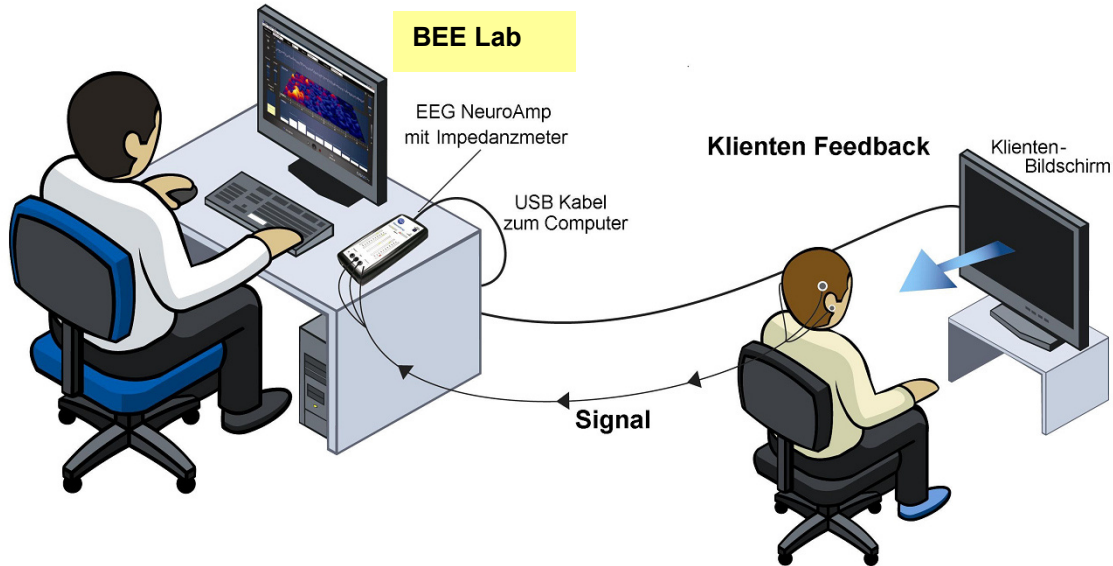 BEE Lab
EEG NeuroAmp
mit Impedanzmeter
USB Kabel
zum Computer
Klienten Feedback
Klienten-
Bildschirm
Signal